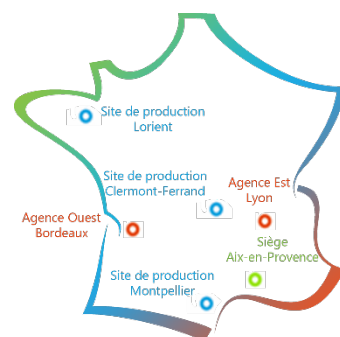 Site de production
Lorient
Site de production
Clermont-Ferrand
Agence Est
Lyon
Agence Ouest
Bordeaux
Siège
Aix-en-Provence
Site de production
Montpellier